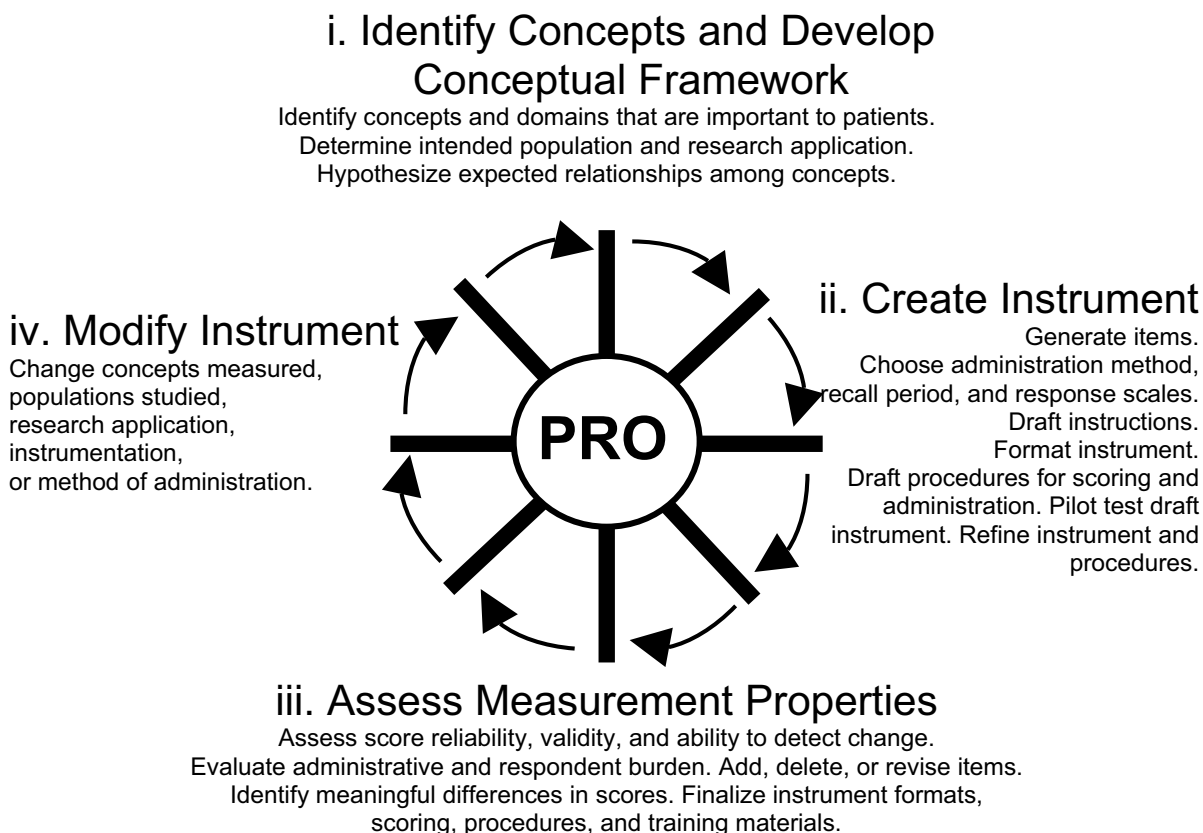 i. Identify Concepts and Develop
Conceptual Framework
Identify concepts and domains that are important to patients.
Determine intended population and research application.
Hypothesize expected relationships among concepts.
ii. Create Instrument
Generate items.
Choose administration method,
recall period, and response scales.
Draft instructions.
Format instrument.
Draft procedures for scoring and
administration. Pilot test draft
instrument. Refine instrument and
procedures.
iv. Modify Instrument
Change concepts measured,
populations studied,
research application,
instrumentation,
or method of administration.
PRO
iii. Assess Measurement Properties
Assess score reliability, validity, and ability to detect change.
Evaluate administrative and respondent burden. Add, delete, or revise items.
Identify meaningful differences in scores. Finalize instrument formats,
scoring, procedures, and training materials.